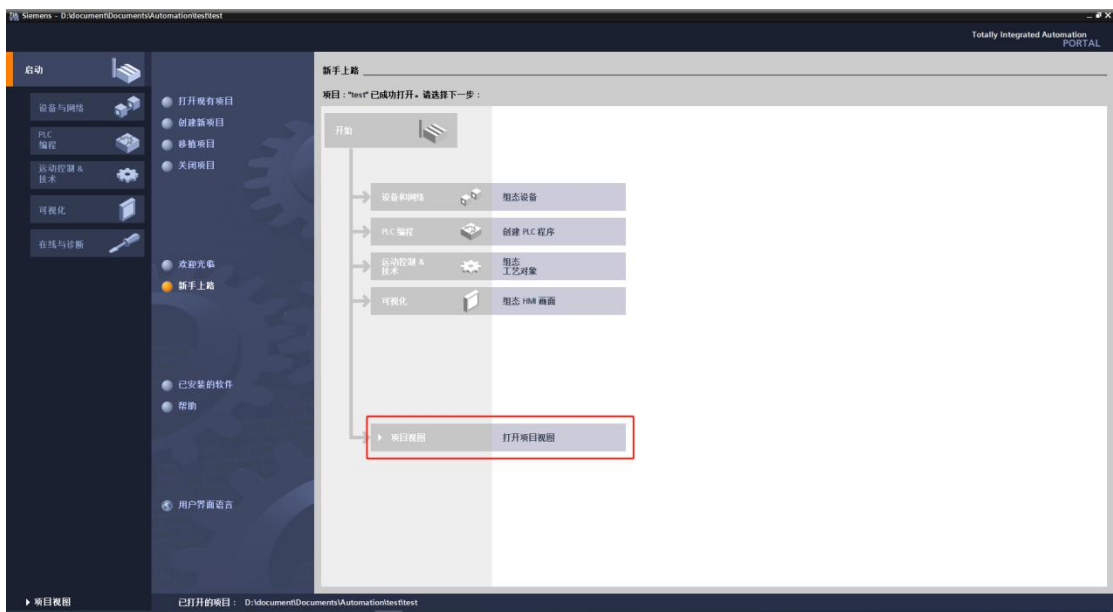 Siemens - D:\document\Documents\Automation\test\test
Totally Integrated Automation
PORTAL
启动
设备与网络
PLC
编程
运动控制 &
技术
可视化
在线与诊断
打开现有项目
创建新项目
移植项目
关闭项目
欢迎光临
新手上路
已安装的软件
帮助
用户界面语言
新手上路
项目："test" 已成功打开。请选择下一步：
开始
设备和网络
组态设备
PLC 编程
创建 PLC 程序
运动控制 &
技术
组态
工艺对象
可视化
组态 HMI 画面
项目视图
打开项目视图
项目视图
已打开的项目： D:\document\Documents\Automation\test\test